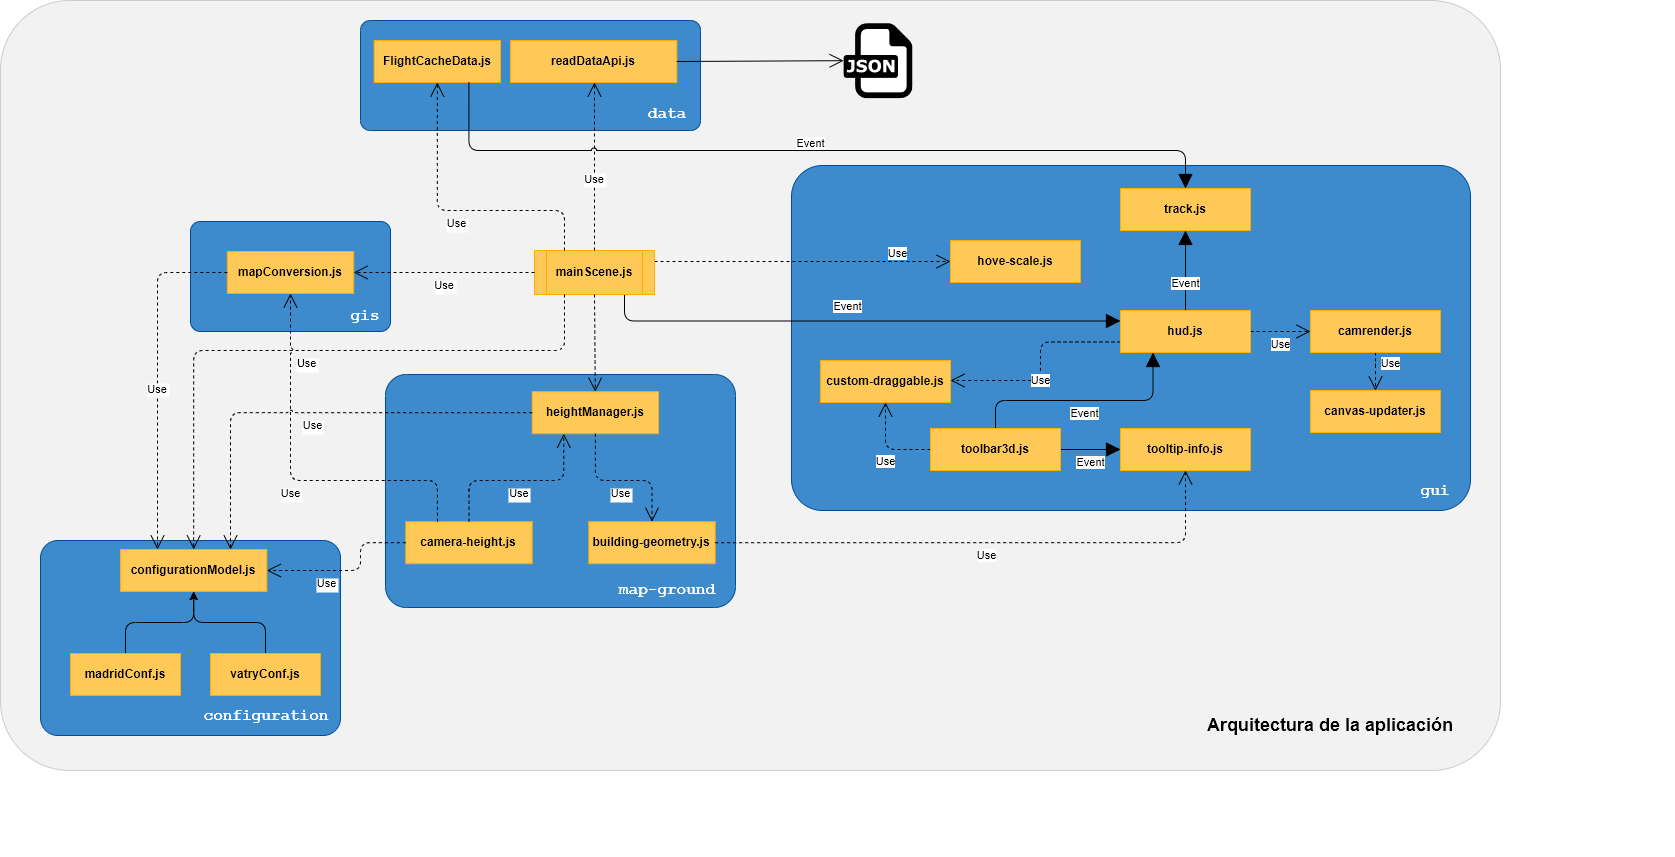 FlightCacheData.js
readDataApi.js
JSON
data
Event
Use
Use
track.js
mapConversion.js
gis
Use
mainScene.js
Use
hove-scale.js
Event
Event
hud.js
Use
camrender.js
Use
canvas-updater.js
custom-draggable.js
Use
Event
toolbar3d.js
Use
Event
tooltip-info.js
gui
Use
Use
Use
heightManager.js
Use
Use
Use
camera-height.js
building-geometry.js
map-ground
Use
Use
configurationModel.js
madridConf.js
vatryConf.js
configuration
Arquitectura de la aplicación